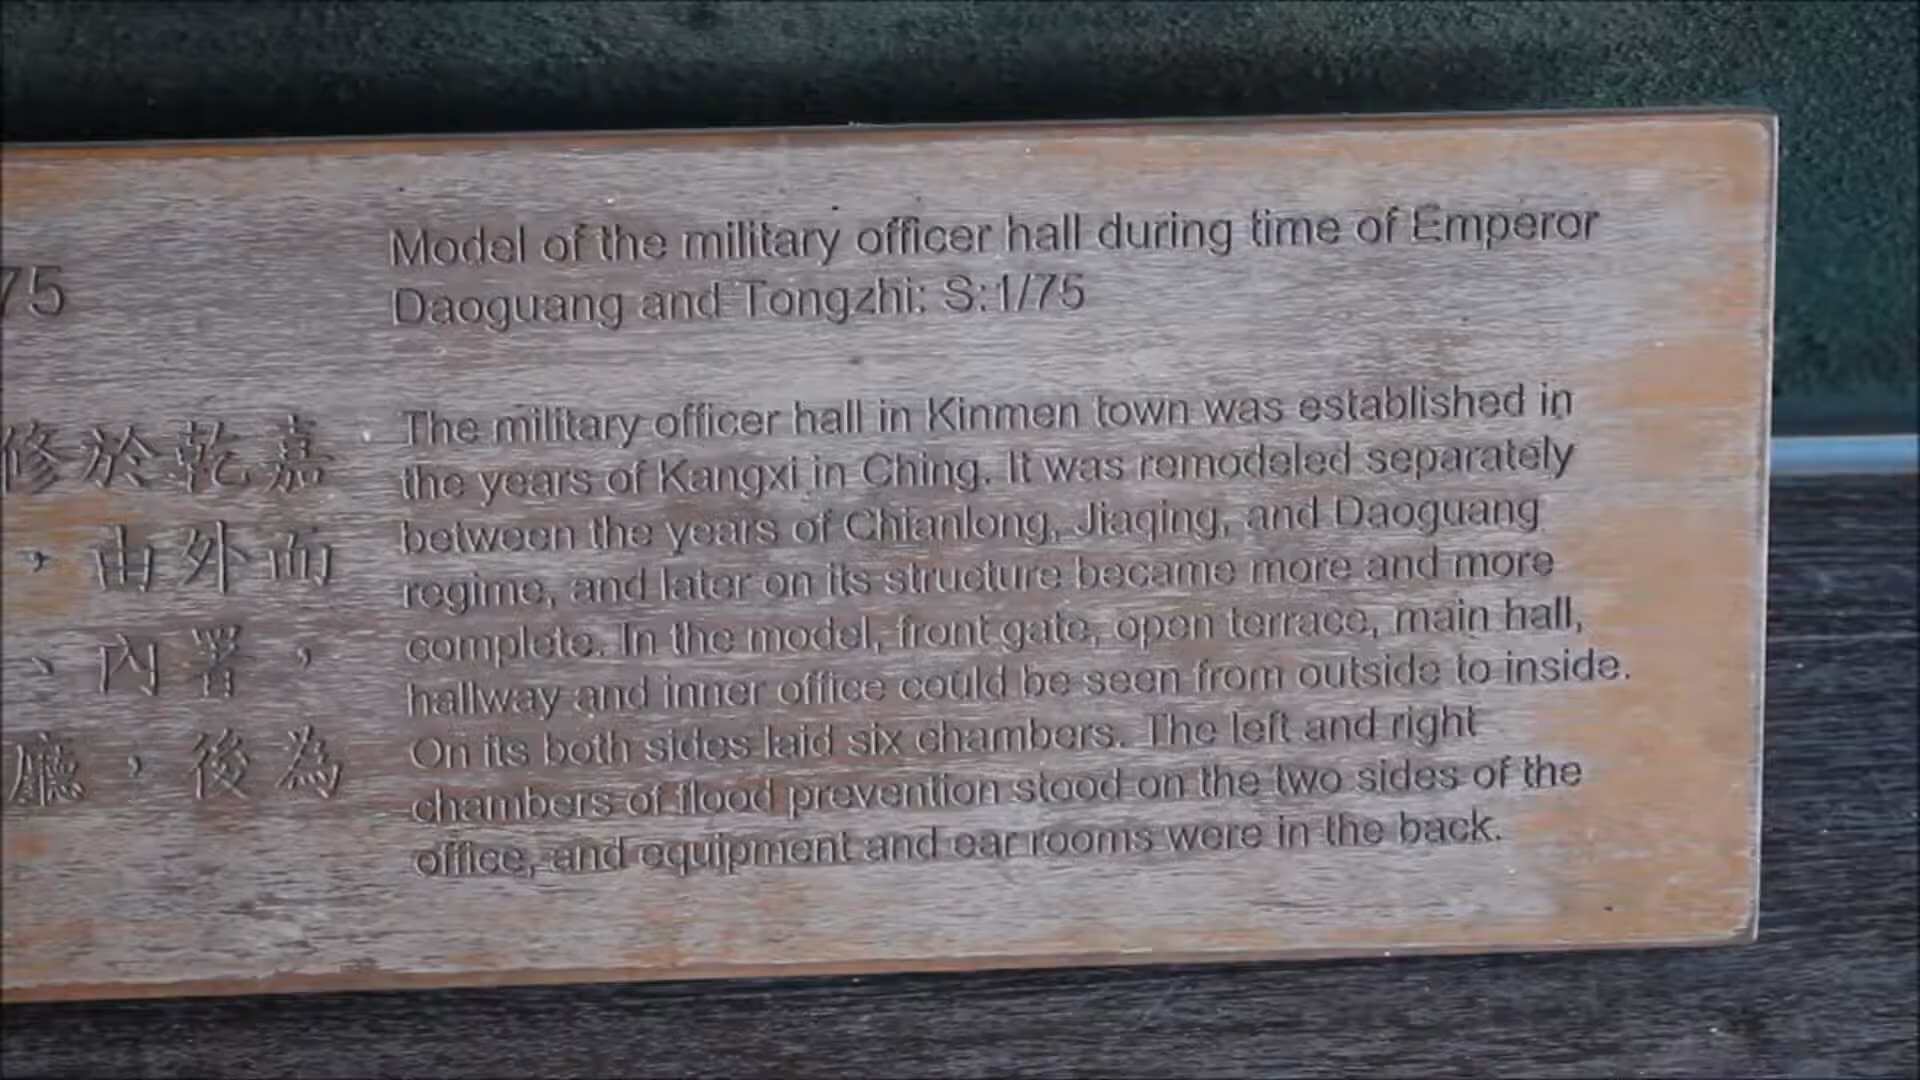 75
修於乾嘉
，由外而
、內署，
廳，後為
Model of the military officer hall during time of Emperor
Daoguang and Tongzhi: S:1/75
The military officer hall in Kinmen town was established in
the years of Kangxi in Ching. It was remodeled separately
between the years of Chianlong, Jiaqing, and Daoguang
regime, and later on its structure became more and more
complete. In the model, front gate, open terrace, main hall,
hallway and inner office could be seen from outside to inside.
On its both sides laid six chambers. The left and right
chambers of flood prevention stood on the two sides of the
office, and equipment and ear rooms were in the back.